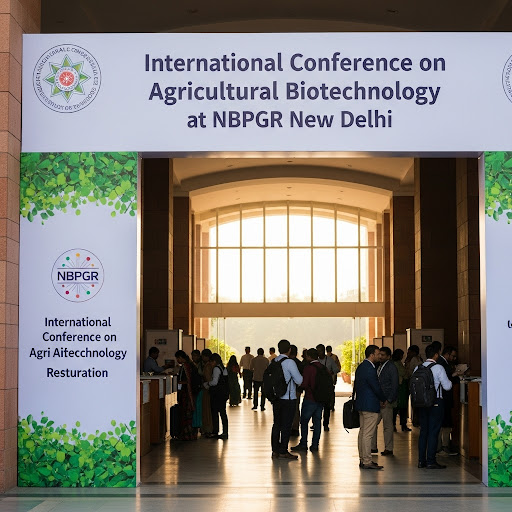 International Conference on
Agricultural Biotechnology
at NBPGR New Delhi
NBPGR
International
Conference on
Agri Aitecchnology
Resturation